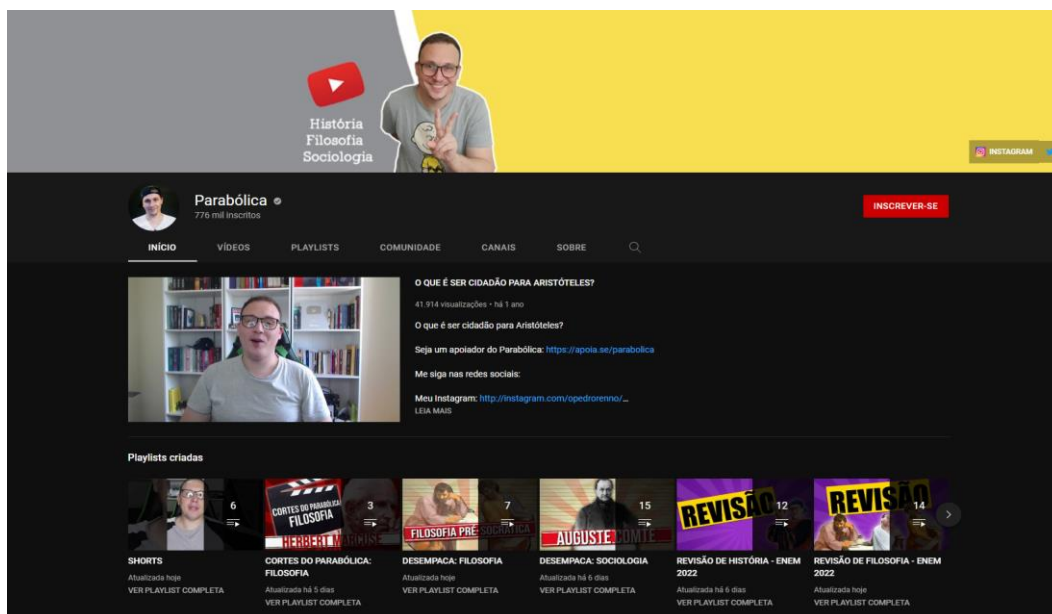 História
Filosofia
Sociologia
INSTAGRAM
Parabólica
776 mil inscritos
INSCREVER-SE
INÍCIO VÍDEOS PLAYLISTS COMUNIDADE CANAIS SOBRE
O QUE É SER CIDADÃO PARA ARISTÓTELES?
41.914 visualizações • há 1 ano
O que é ser cidadão para Aristóteles?
Seja um apoiador do Parabólica: https://apoia.se/parabolica
Me siga nas redes sociais:
Meu Instagram: http://instagram.com/opedrorenno/...
LEIA MAIS
Playlists criadas
6
CORTES DO PARABÓLICA:
FILOSOFIA
HERBERT MARCUSE
3
FILOSOFIA PRÉ-SOCRÁTICA
7
AUGUSTE COMTE
15
REVISÃO
12
REVISÃO
14
SHORTS
Atualizada hoje
VER PLAYLIST COMPLETA
CORTES DO PARABÓLICA:
FILOSOFIA
Atualizada há 5 dias
VER PLAYLIST COMPLETA
DESEMPACA: FILOSOFIA
Atualizada hoje
VER PLAYLIST COMPLETA
DESEMPACA: SOCIOLOGIA
Atualizada há 6 dias
VER PLAYLIST COMPLETA
REVISÃO DE HISTÓRIA - ENEM
2022
Atualizada há 6 dias
VER PLAYLIST COMPLETA
REVISÃO DE FILOSOFIA - ENEM
2022
Atualizada hoje
VER PLAYLIST COMPLETA